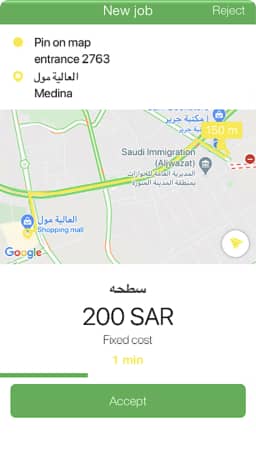 New job
Reject
Pin on map
entrance 2763
العالية مول
Medina
مكتبة جرير
150 m
Saudi Immigration
(Aljwazat)
المديرية العامة للجوازات
بمنطقة المدينة المنورة
العالية مول
Shopping mall
Google
سطحه
200 SAR
Fixed cost
1 min
Accept